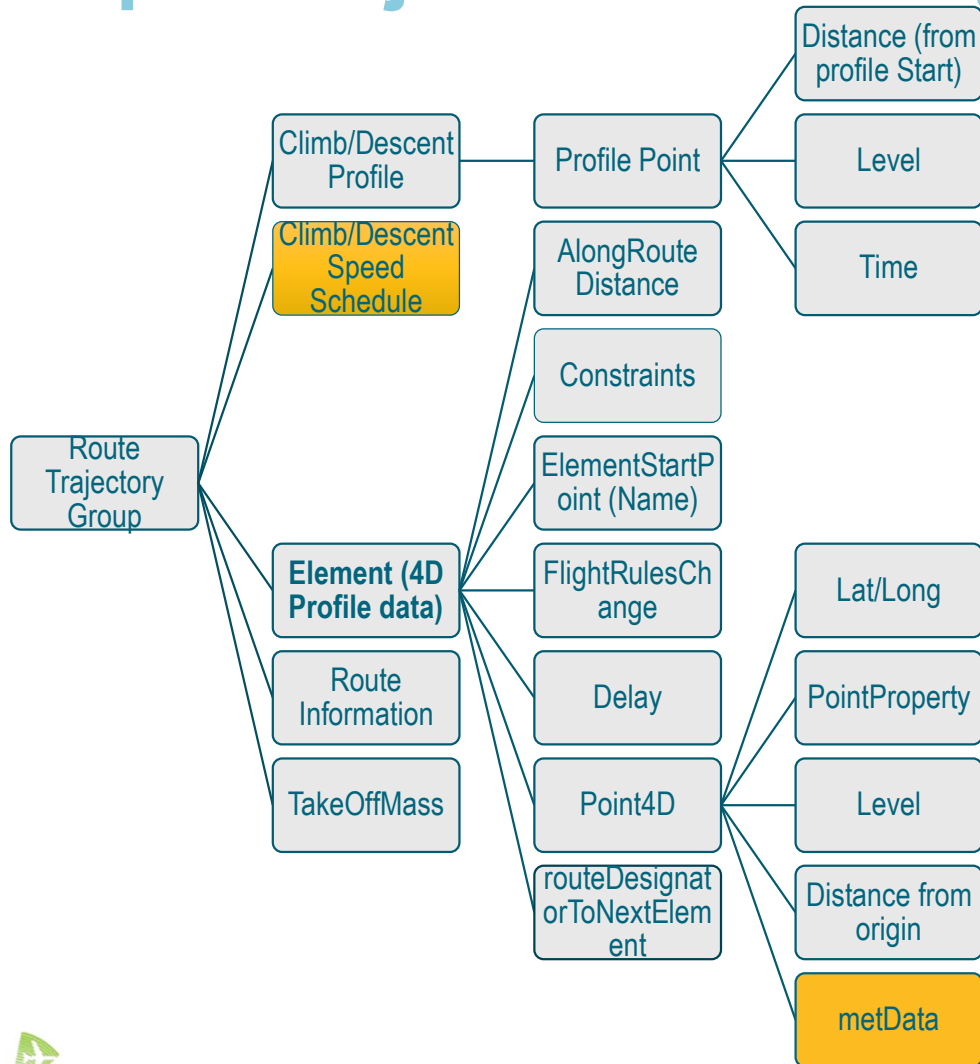 Distance (from
profile Start)
Climb/Descent
Profile
Profile Point
Level
Climb/Descent
Speed
Schedule
AlongRoute
Distance
Time
Constraints
Route
Trajectory
Group
ElementStartP
oint (Name)
Element (4D
Profile data)
FlightRulesCh
ange
Lat/Long
Route
Information
Delay
PointProperty
TakeOffMass
Point4D
Level
routeDesignat
orToNextElem
ent
Distance from
origin
metData